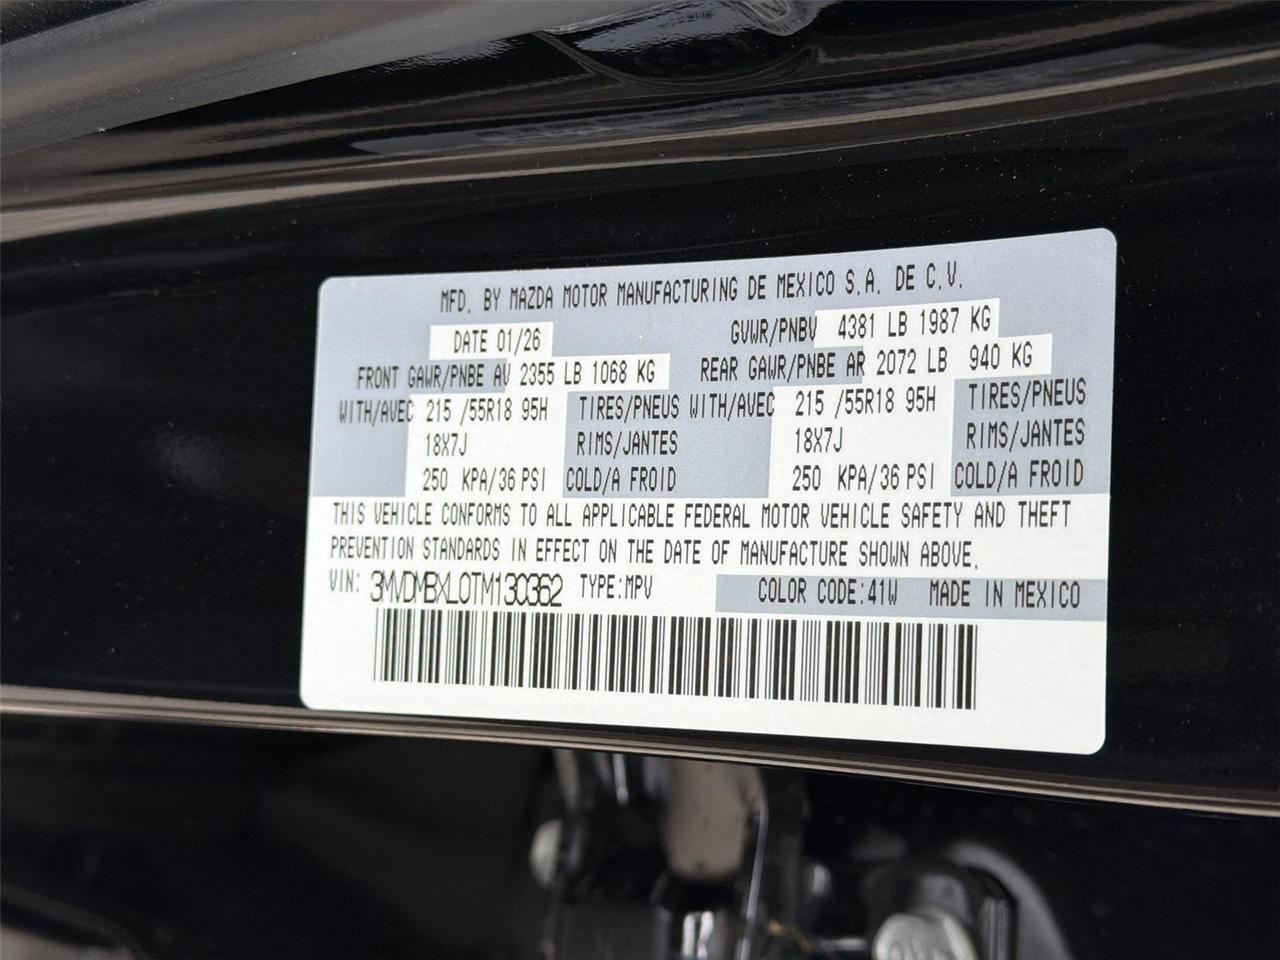 MFD. BY MAZDA MOTOR MANUFACTURING DE MEXICO S.A. DE C.V.
DATE 01/26 GVWR/PNBV 4381 LB 1987 KG
FRONT GAWR/PNBE AV 2355 LB 1068 KG REAR GAWR/PNBE AR 2072 LB 940 KG
WITH/AVEC 215 /55R18 95H TIRES/PNEUS WITH/AVEC 215 /55R18 95H TIRES/PNEUS
18X7J RIMS/JANTES 18X7J RIMS/JANTES
250 KPA/36 PSI COLD/A FROID 250 KPA/36 PSI COLD/A FROID
THIS VEHICLE CONFORMS TO ALL APPLICABLE FEDERAL MOTOR VEHICLE SAFETY AND THEFT
PREVENTION STANDARDS IN EFFECT ON THE DATE OF MANUFACTURE SHOWN ABOVE.
VIN: 3MVDMBXL0TM130362 TYPE:MPV COLOR CODE:41W MADE IN MEXICO